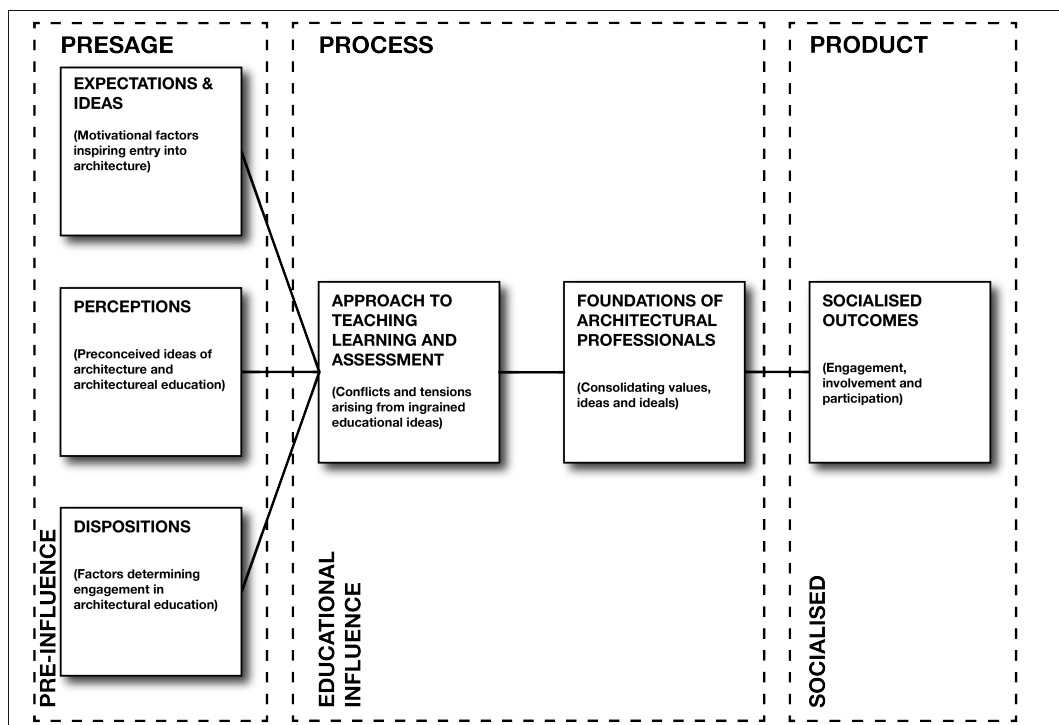 PRESAGE
EXPECTATIONS &
IDEAS
(Motivational factors
inspiring entry into
architecture)
PERCEPTIONS
(Preconceived ideas of
architecture and
architectureal education)
DISPOSITIONS
(Factors determining
engagement in
architectural education)
PRE-INFLUENCE
PROCESS
APPROACH TO
TEACHING
LEARNING AND
ASSESSMENT
(Conflicts and tensions
arising from ingrained
educational ideas)
FOUNDATIONS OF
ARCHITECTURAL
PROFESSIONALS
(Consolidating values,
ideas and ideals)
EDUCATIONAL
INFLUENCE
PRODUCT
SOCIALISED
OUTCOMES
(Engagement,
involvement and
participation)
SOCIALISED